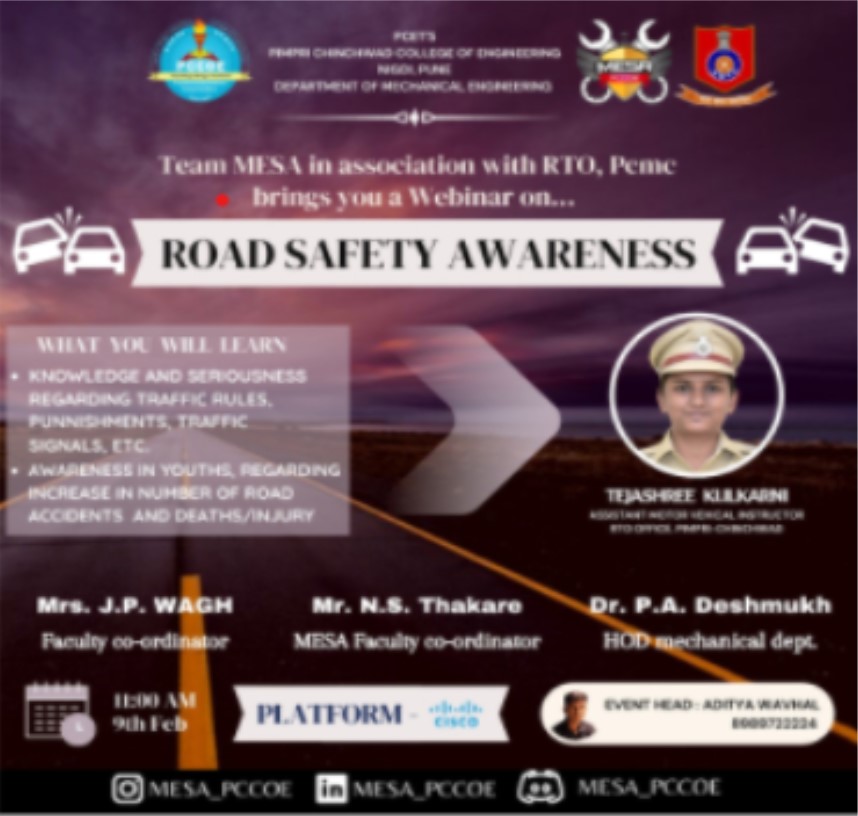 PCET'S
PIMPRI CHINCHWAD COLLEGE OF ENGINEERING
NIGDI, PUNE
DEPARTMENT OF MECHANICAL ENGINEERING
PCCOE
MESA
Team MESA in association with RTO, Pcmc
brings you a Webinar on...
ROAD SAFETY AWARENESS
WHAT YOU WILL LEARN
• KNOWLEDGE AND SERIOUSNESS
REGARDING TRAFFIC RULES,
PUNNISHMENTS, TRAFFIC
SIGNALS, ETC.
• AWARENESS IN YOUTHS, REGARDING
INCREASE IN NUMBER OF ROAD
ACCIDENTS AND DEATHS/INJURY
TEJASHREE KULKARNI
ASSISTANT MOTOR VEHICAL INSTRUCTOR
RTO OFFICE, PIMPRI-CHINCHWAD
Mrs. J.P. WAGH
Faculty co-ordinator
Mr. N.S. Thakare
MESA Faculty co-ordinator
Dr. P.A. Deshmukh
HOD mechanical dept.
11:00 AM
9th Feb
PLATFORM - CISCO
EVENT HEAD : ADITYA WAVHAL
MESA_PCCOE MESA_PCCOE MESA_PCCOE